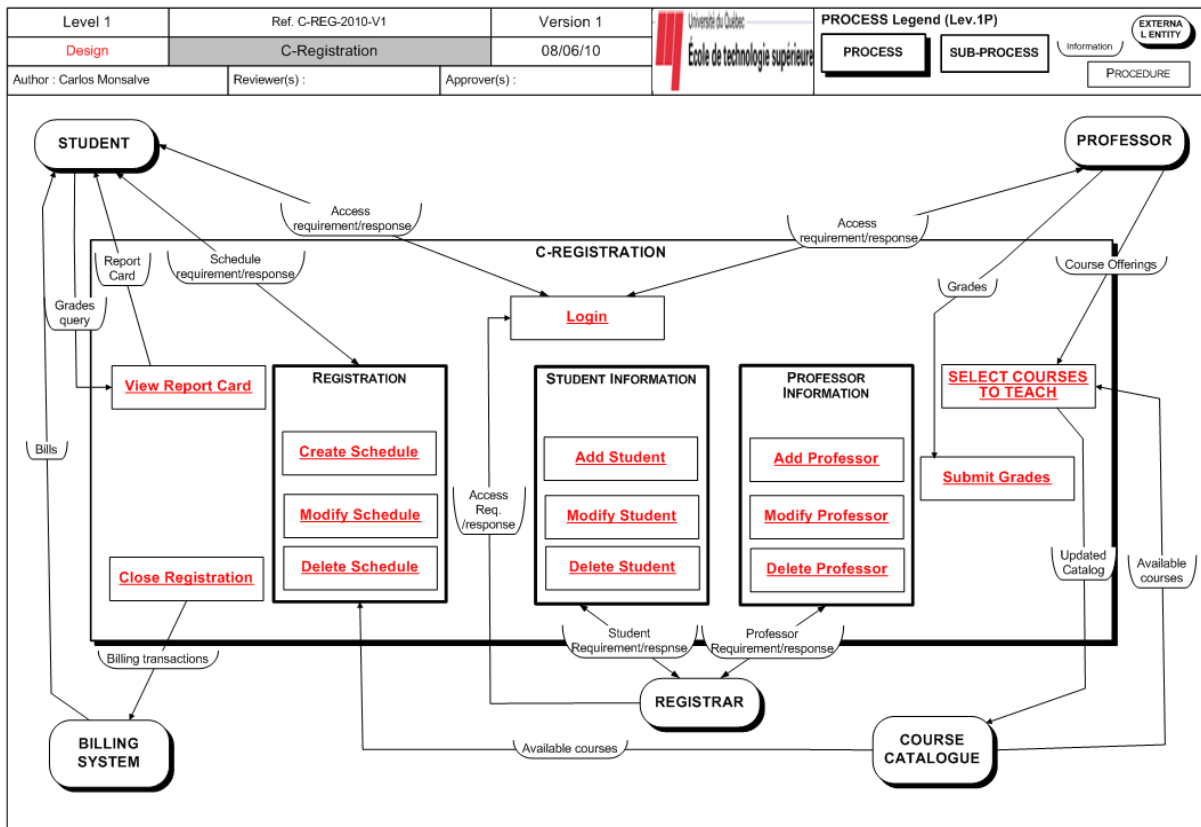 Level 1
Ref. C-REG-2010-V1
Version 1
Design
C-Registration
08/06/10
Author : Carlos Monsalve
Reviewer(s) :
Approver(s) :
Université du Québec
École de technologie supérieure
PROCESS Legend (Lev.1P)
PROCESS
SUB-PROCESS
Information
EXTERNA
L ENTITY
PROCEDURE
STUDENT
PROFESSOR
Access
requirement/response
Access
requirement/response
C-REGISTRATION
Report
Card
Schedule
requirement/response
Course Offerings
Grades
query
Grades
Login
View Report Card
REGISTRATION
STUDENT INFORMATION
PROFESSOR
INFORMATION
SELECT COURSES
TO TEACH
Bills
Create Schedule
Add Student
Add Professor
Submit Grades
Access
Req.
/response
Modify Schedule
Modify Student
Modify Professor
Close Registration
Delete Schedule
Delete Student
Delete Professor
Updated
Catalog
Available
courses
Billing transactions
Student
Requirement/respnse
Professor
Requirement/response
REGISTRAR
BILLING
SYSTEM
Available courses
COURSE
CATALOGUE